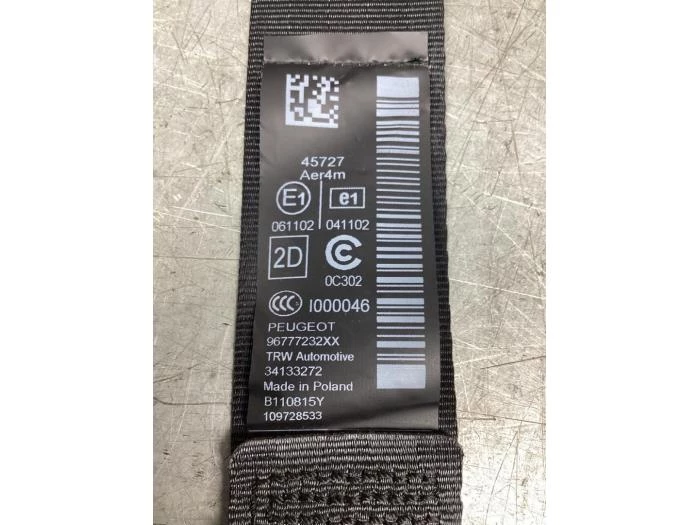 45727
Aer4m
E1 e1
061102 041102
2D C
0C302
CCC I000046
PEUGEOT
96777232XX
TRW Automotive
34133272
Made in Poland
B110815Y
109728533